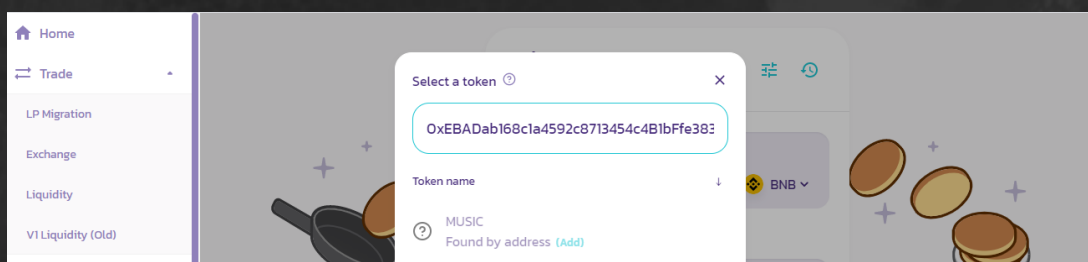 Home
Trade
LP Migration
Exchange
Liquidity
V1 Liquidity (Old)
Select a token
0xEBADab168c1a4592c8713454c4B1bFfe383
Token name
BNB
MUSIC
Found by address (Add)